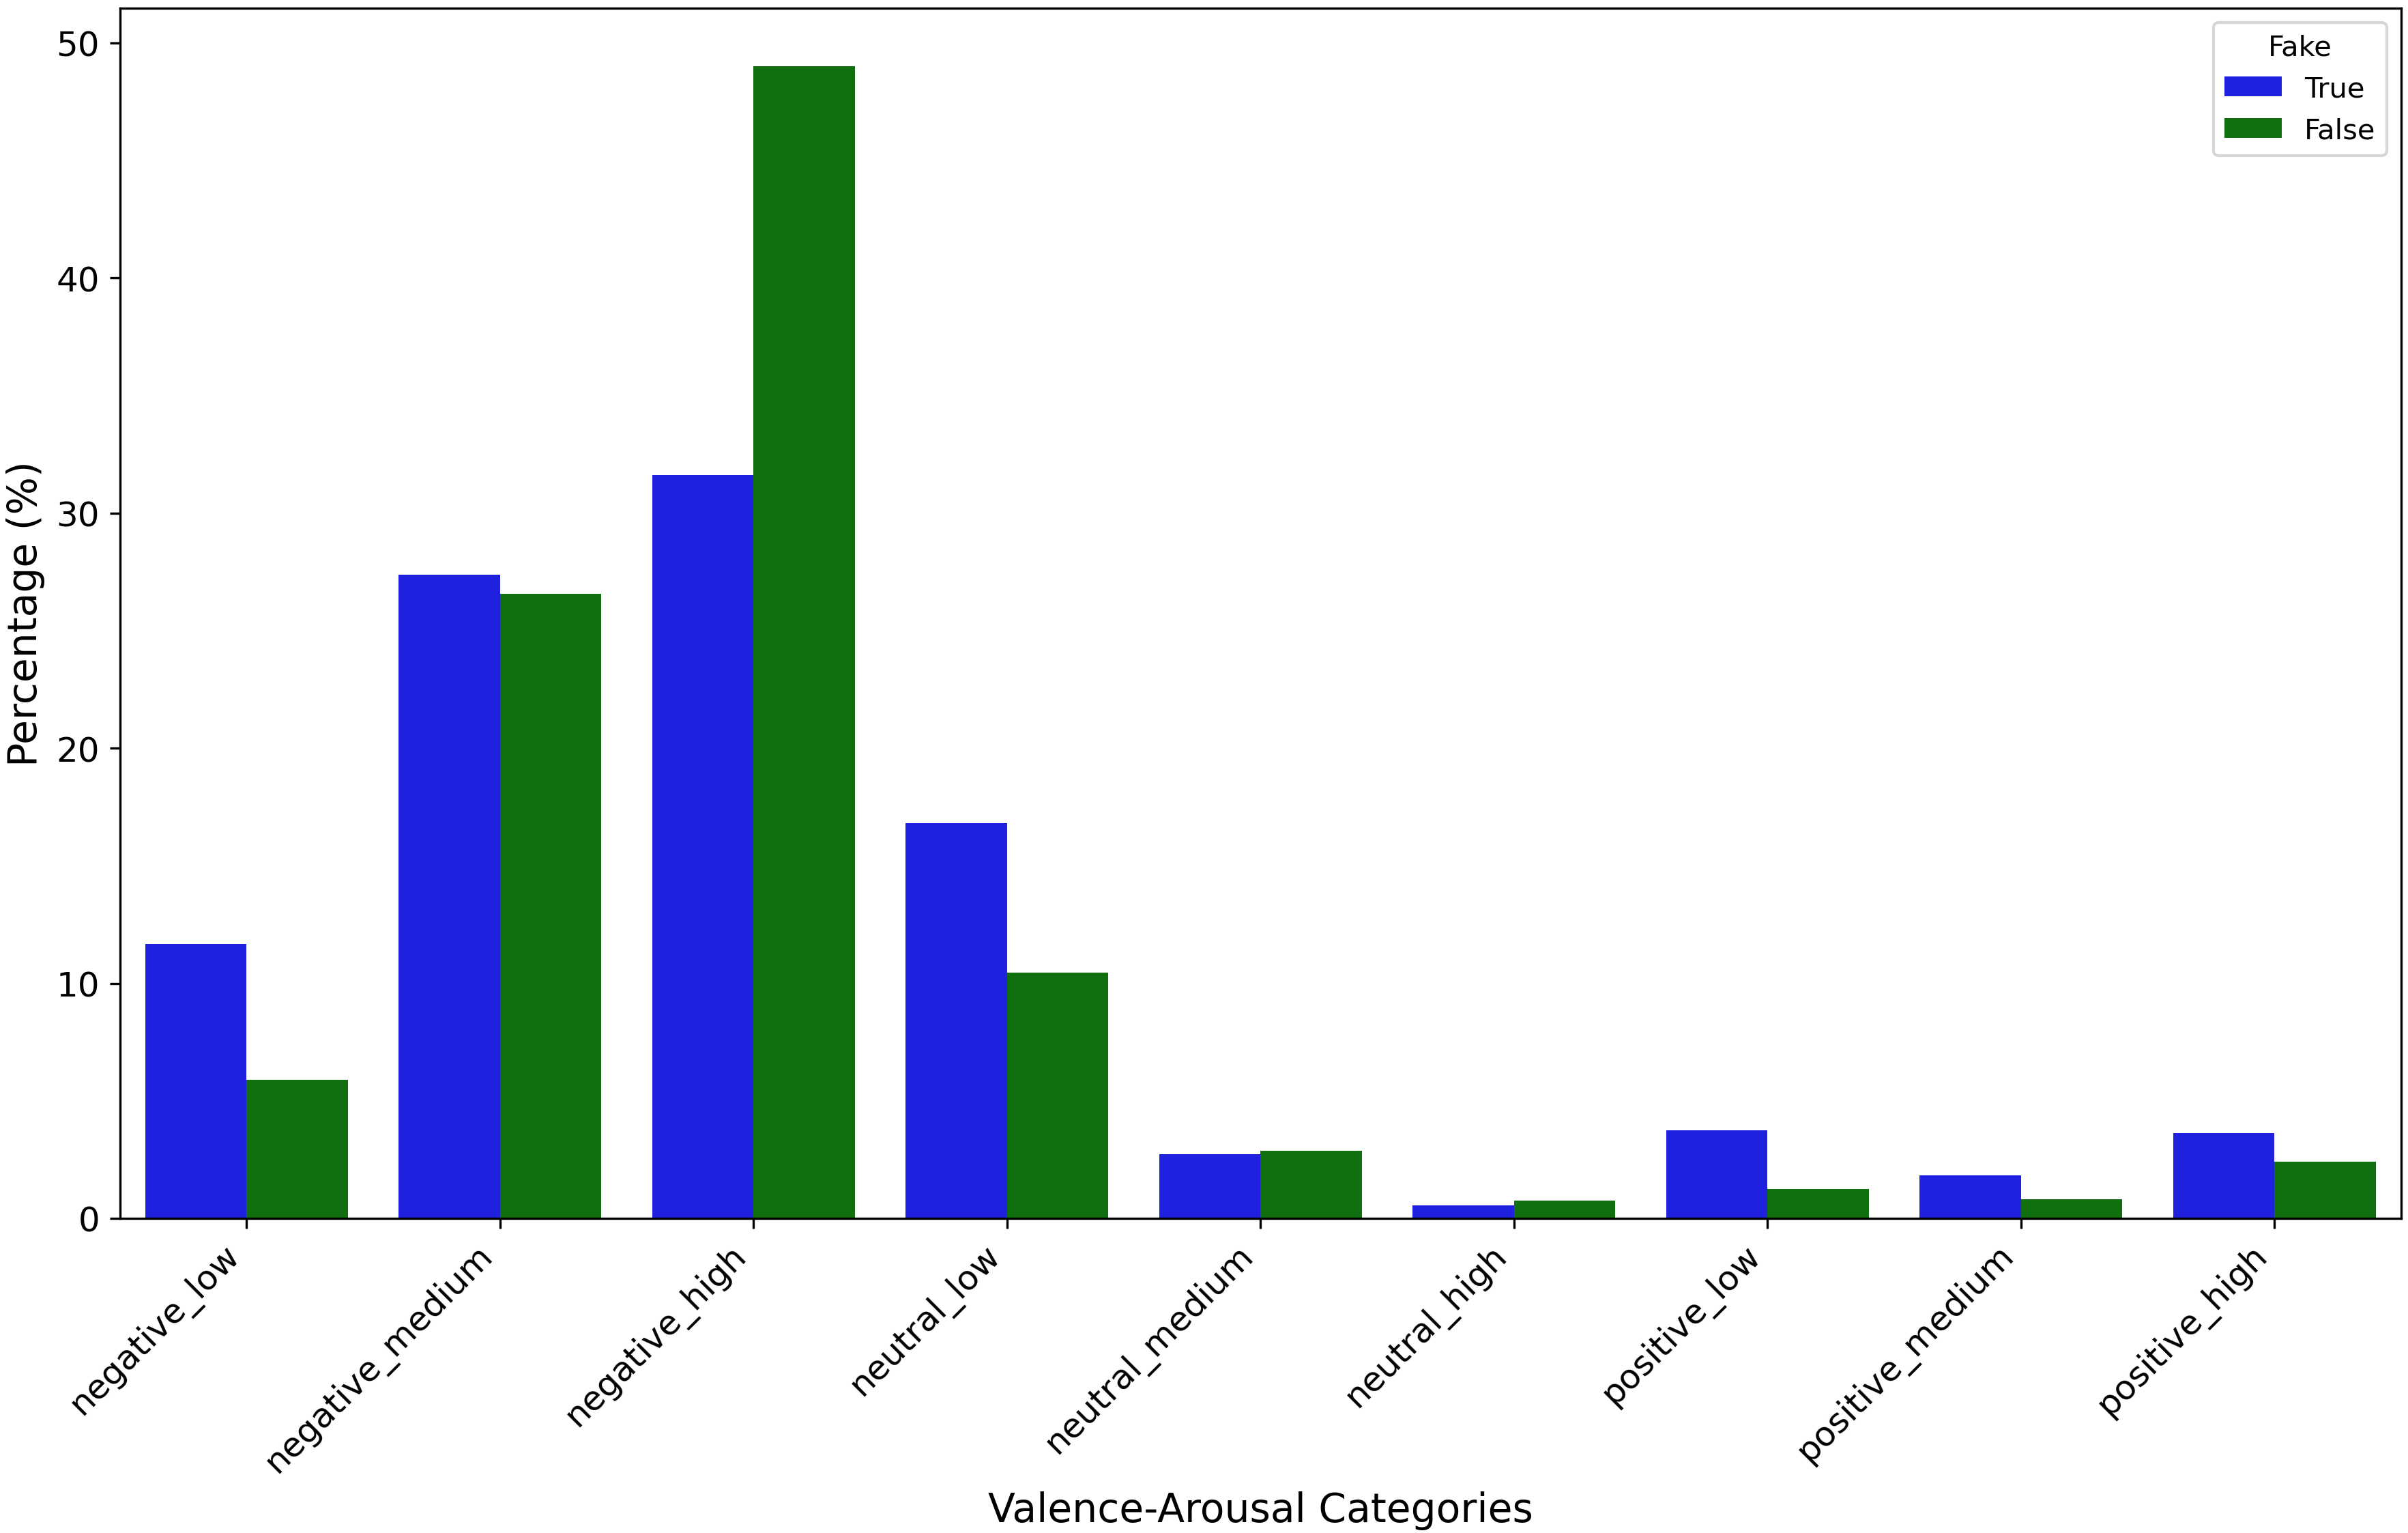 Percentage (%)
50
40
30
20
10
0
Fake
True
False
negative_low
negative_medium
negative_high
neutral_low
neutral_medium
neutral_high
positive_low
positive_medium
positive_high
Valence-Arousal Categories